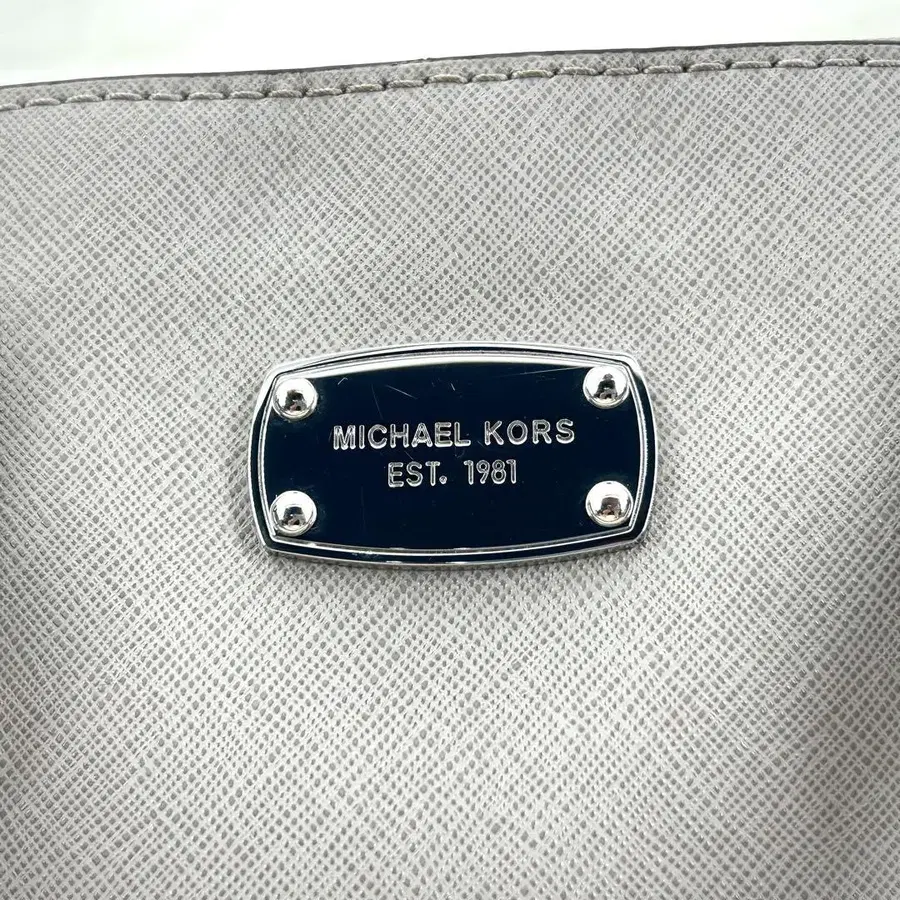 MICHAEL KORS
EST. 1981